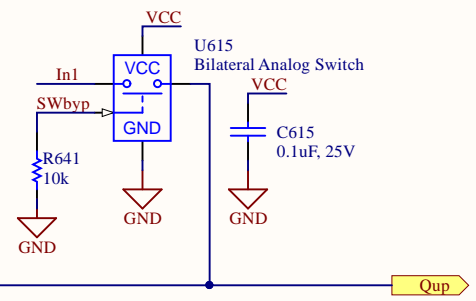 VCC
U615
Bilateral Analog Switch
In1
VCC
VCC
SWbyp
GND
C615
0.1uF, 25V
R641
10k
GND
GND
GND
Qup